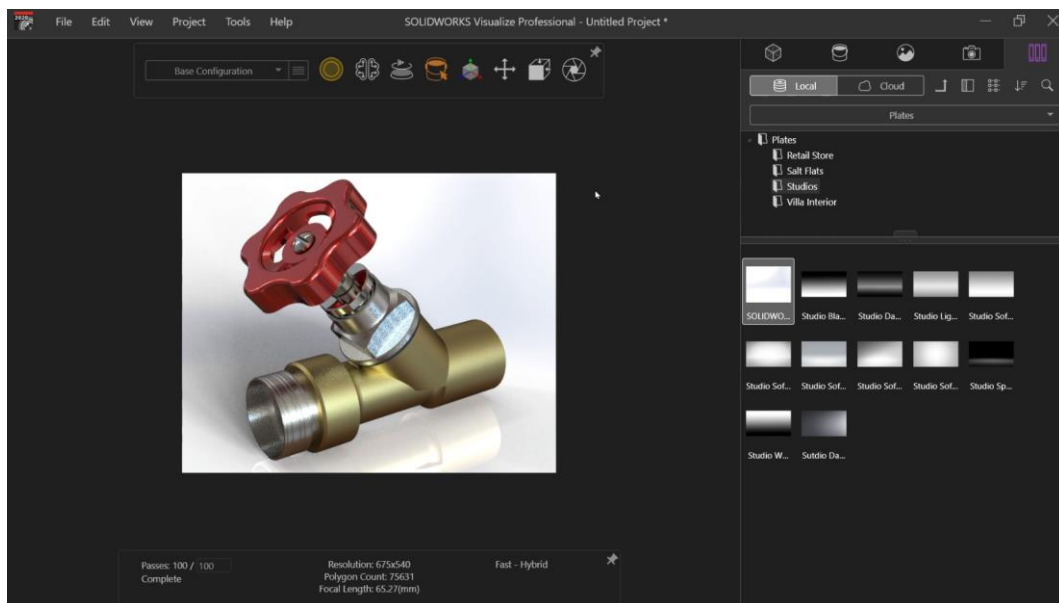 2020
File Edit View Project Tools Help
SOLIDWORKS Visualize Professional - Untitled Project *
Base Configuration
Local
Cloud
Plates
Plates
Retail Store
Salt Flats
Studios
Villa Interior
SOLIDWO... Studio Bla... Studio Da... Studio Lig... Studio Sof...
Studio Sof... Studio Sof... Studio Sof... Studio Sof... Studio Sp...
Studio W... Sutdio Da...
Passes: 100 / 100
Complete
Resolution: 675x540
Polygon Count: 75631
Focal Length: 65.27(mm)
Fast - Hybrid